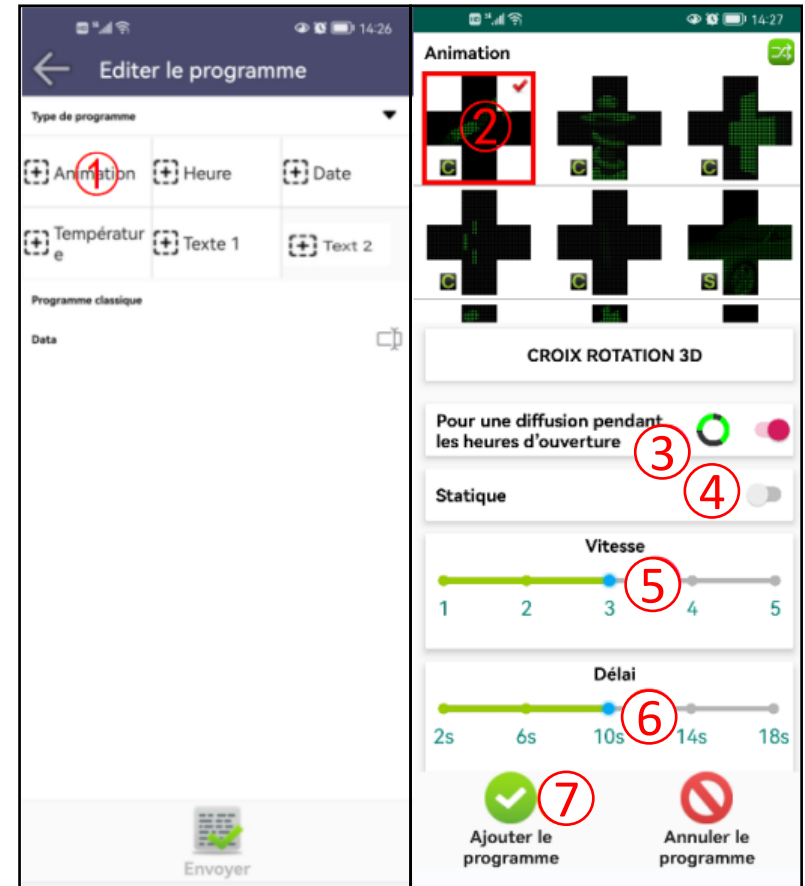 14:26
Editer le programme
Type de programme
① Animation
Heure
Date
Températur
e
Texte 1
Text 2
Programme classique
Data
Envoyer
14:27
Animation
②
C
C
C
C
C
S
CROIX ROTATION 3D
Pour une diffusion pendant
les heures d'ouverture
③
Statique
④
Vitesse
⑤
1 2 3 4 5
Délai
⑥
2s 6s 10s 14s 18s
⑦
Ajouter le
programme
Annuler le
programme